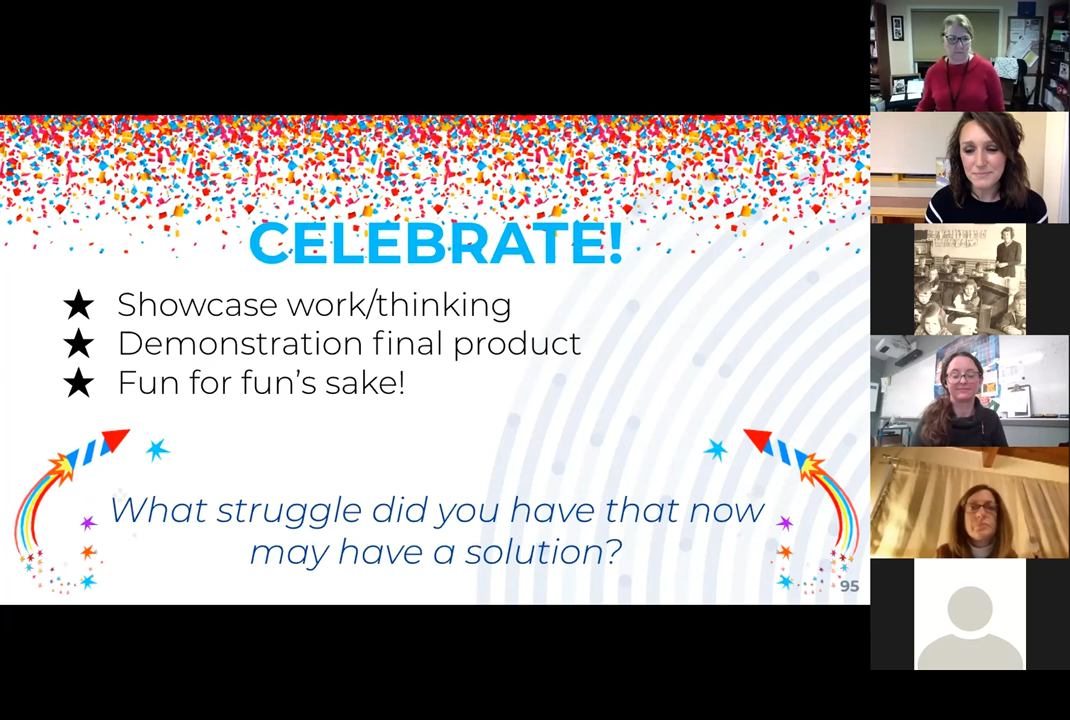 CELEBRATE!
Showcase work/thinking
Demonstration final product
Fun for fun's sake!
What struggle did you have that now
may have a solution?
95